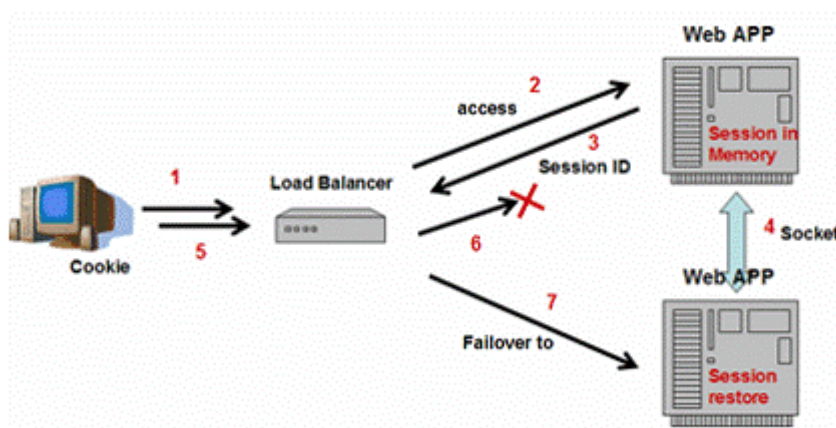 Web APP
2
access
3
Session in
Memory
Session ID
1
Load Balancer
4 Socket
5
6
Cookie
Web APP
7
Failover to
Session
restore